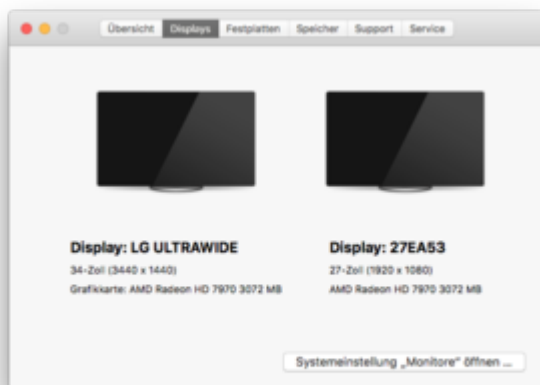 Übersicht Displays Festplatten Speicher Support Service
Display: LG ULTRAWIDE
34-Zoll (3440 x 1440)
Grafikkarte: AMD Radeon HD 7970 3072 MB
Display: 27EA53
27-Zoll (1920 x 1080)
AMD Radeon HD 7970 3072 MB
Systemeinstellung „Monitore“ öffnen ...